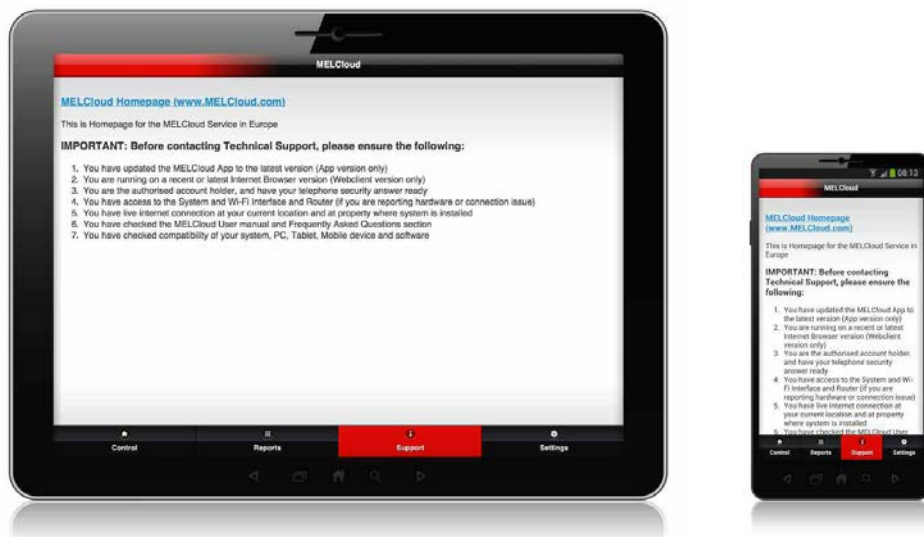 MELCloud
MELCloud Homepage (www.MELCloud.com)
This is Homepage for the MELCloud Service in Europe
IMPORTANT: Before contacting Technical Support, please ensure the following:
1. You have updated the MELCloud App to the latest version (App version only)
2. You are running on a recent or latest Internet Browser version (Webclient version only)
3. You are the authorised account holder, and have your telephone security answer ready
4. You have access to the System and Wi-Fi Interface and Router (if you are reporting hardware or connection issue)
5. You have live internet connection at your current location and at property where system is installed
6. You have checked the MELCloud User manual and Frequently Asked Questions section
7. You have checked compatibility of your system, PC, Tablet, Mobile device and software
Control Reports Support Settings
08:13
MELCloud
MELCloud Homepage
(www.MELCloud.com)
This is Homepage for the MELCloud Service in
Europe
IMPORTANT: Before contacting
Technical Support, please ensure the
following:
1. You have updated the MELCloud App to
the latest version (App version only)
2. You are running on a recent or latest
Internet Browser version (Webclient
version only)
3. You are the authorised account holder,
and have your telephone security
answer ready
4. You have access to the System and Wi-
Fi Interface and Router (if you are
reporting hardware or connection issue)
5. You have live internet connection at
your current location and at property
where system is installed
6. You have checked the MELCloud User
Control Reports Support Settings